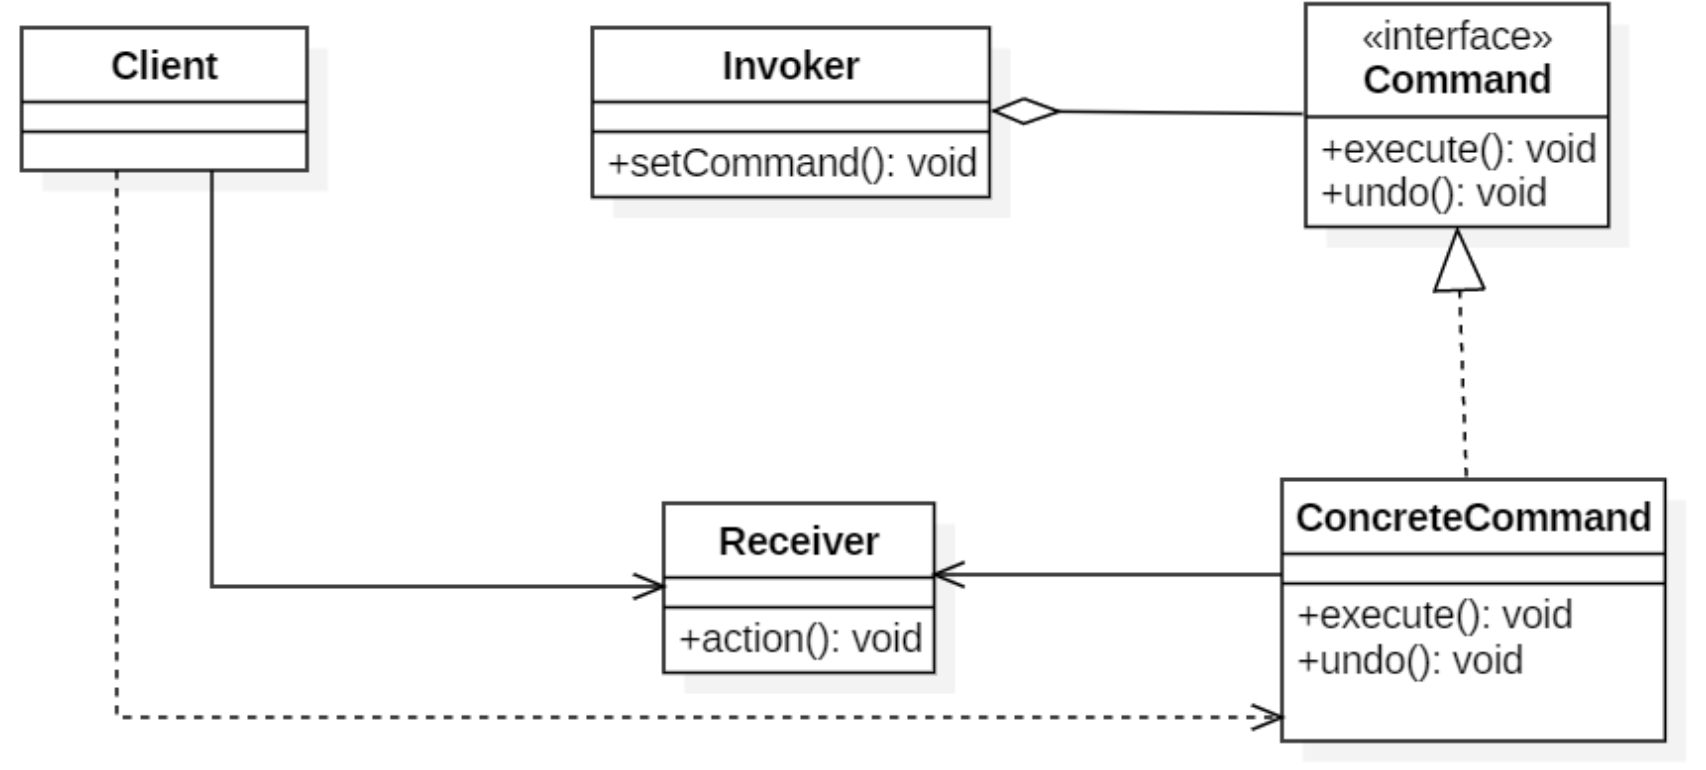 Client
Invoker
+setCommand(): void
«interface»
Command
+execute(): void
+undo(): void
Receiver
+action(): void
ConcreteCommand
+execute(): void
+undo(): void